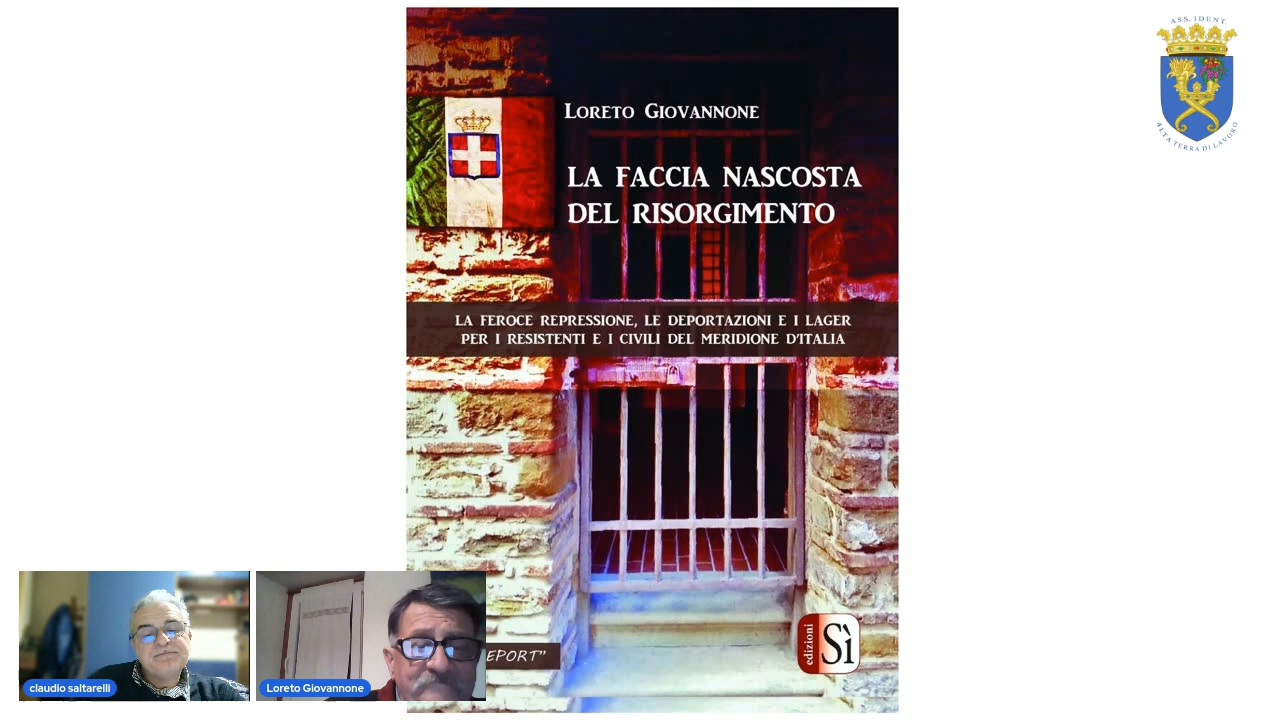 ASS. IDENT.
ALTA TERRA DI LAVORO
LORETO GIOVANNONE
LA FACCIA NASCOSTA
DEL RISORGIMENTO
LA FEROCE REPRESSIONE, LE DEPORTAZIONI E I LAGER
PER I RESISTENTI E I CIVILI DEL MERIDIONE D'ITALIA
EPORT”
edizioni
Sì
claudio saltarelli
Loreto Giovannone